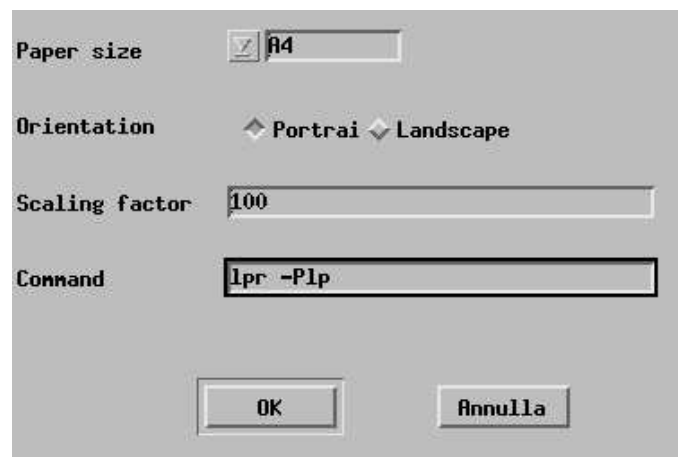 Paper size A4
Orientation Portrai Landscape
Scaling factor 100
Command lpr -Plp
OK Annulla